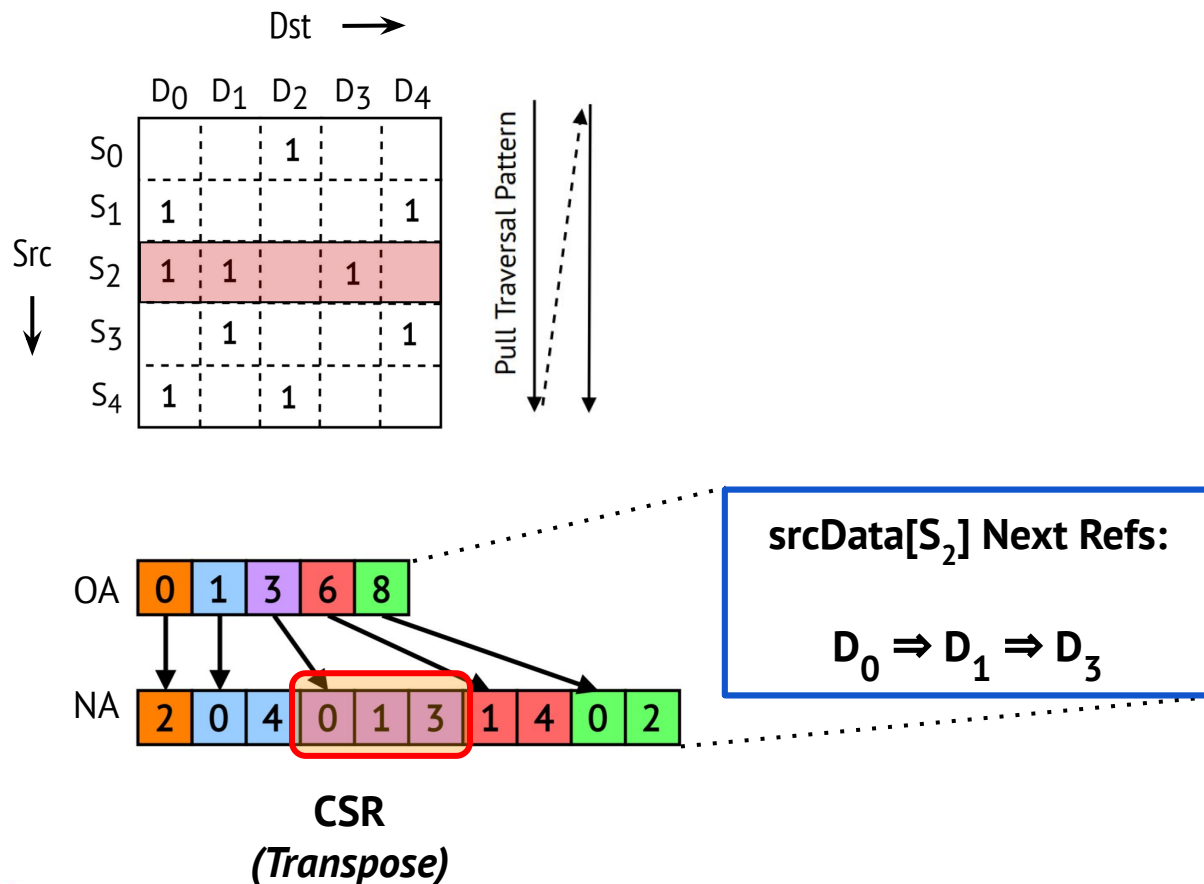 Dst →
D0 D1 D2 D3 D4
S0 1
S1 1 1
Src
S2 1 1 1
S3 1 1
S4 1 1
Pull Traversal Pattern
OA 0 1 3 6 8
NA 2 0 4 0 1 3 1 4 0 2
srcData[S2] Next Refs:
D0 ⇒ D1 ⇒ D3
CSR
(Transpose)